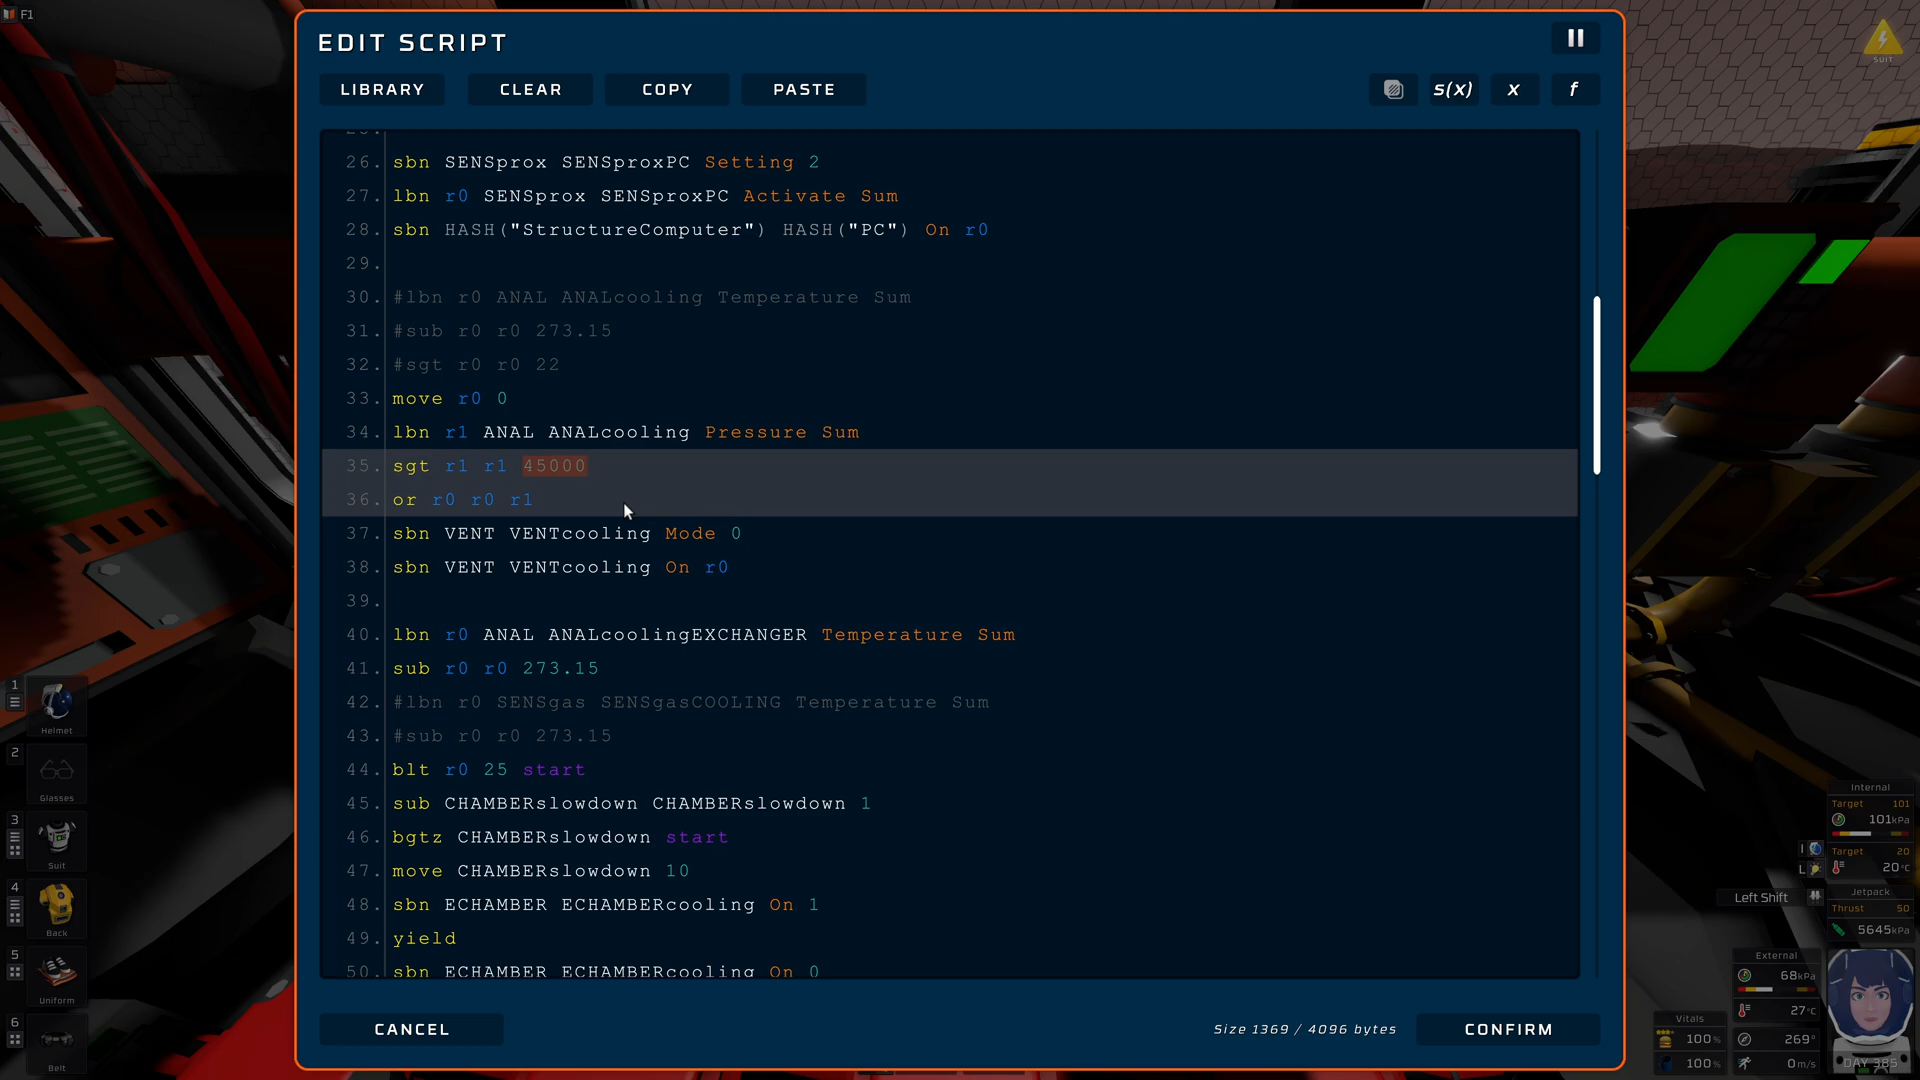 F1
EDIT SCRIPT
LIBRARY CLEAR COPY PASTE s(x) x f
26. sbn SENSprox SENSproxPC Setting 2
27. lbn r0 SENSprox SENSproxPC Activate Sum
28. sbn HASH("StructureComputer") HASH("PC") On r0
29.
30. #lbn r0 ANAL ANALcooling Temperature Sum
31. #sub r0 r0 273.15
32. #sgt r0 r0 22
33. move r0 0
34. lbn r1 ANAL ANALcooling Pressure Sum
35. sgt r1 r1 45000
36. or r0 r0 r1
37. sbn VENT VENTcooling Mode 0
38. sbn VENT VENTcooling On r0
39.
40. lbn r0 ANAL ANALcoolingEXCHANGER Temperature Sum
41. sub r0 r0 273.15
42. #lbn r0 SENSgas SENSgasCOOLING Temperature Sum
43. #sub r0 r0 273.15
44. blt r0 25 start
45. sub CHAMBERslowdown CHAMBERslowdown 1
46. bgtz CHAMBERslowdown start
47. move CHAMBERslowdown 10
48. sbn ECHAMBER ECHAMBERcooling On 1
49. yield
50. sbn ECHAMBER ECHAMBERcooling On 0
CANCEL
Size 1369 / 4096 bytes
CONFIRM
1
Helmet
2
Glasses
3
Suit
4
Back
5
Uniform
6
Belt
SUIT
Internal
Target 101
101kPa
I
Target 20
L
20°C
Left Shift
Jetpack
Thrust 50
5645kPa
External
68kPa
27°C
269°
0m/s
Vitals
100%
100%
DAY 385